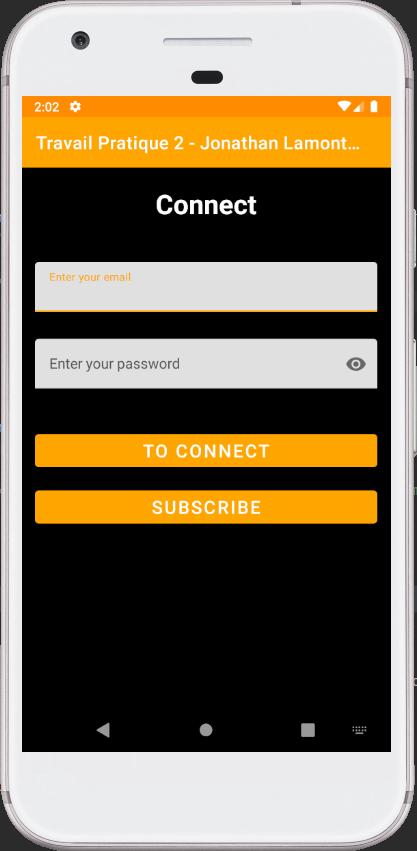 2:02
Travail Pratique 2 - Jonathan Lamont…
Connect
Enter your email
Enter your password
TO CONNECT
SUBSCRIBE